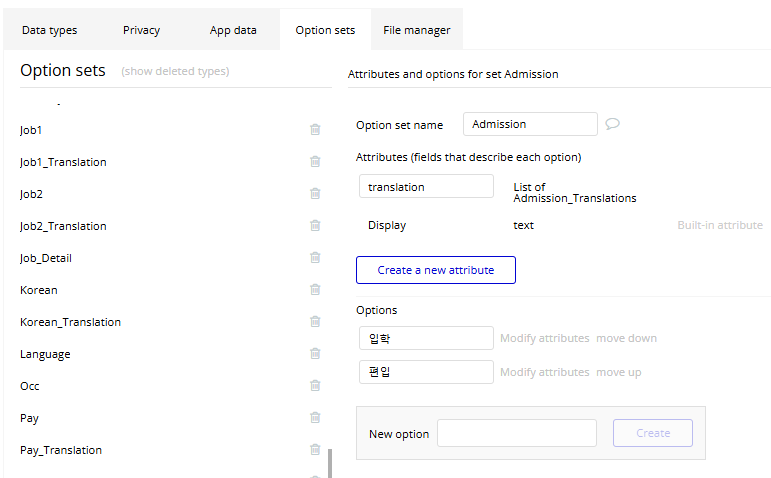 Data types Privacy App data Option sets File manager
Option sets (show deleted types)
Job1
Job1_Translation
Job2
Job2_Translation
Job_Detail
Korean
Korean_Translation
Language
Occ
Pay
Pay_Translation
Attributes and options for set Admission
Option set name Admission
Attributes (fields that describe each option)
translation List of
Admission_Translations
Display text Built-in attribute
Create a new attribute
Options
입학 Modify attributes move down
편입 Modify attributes move up
New option Create